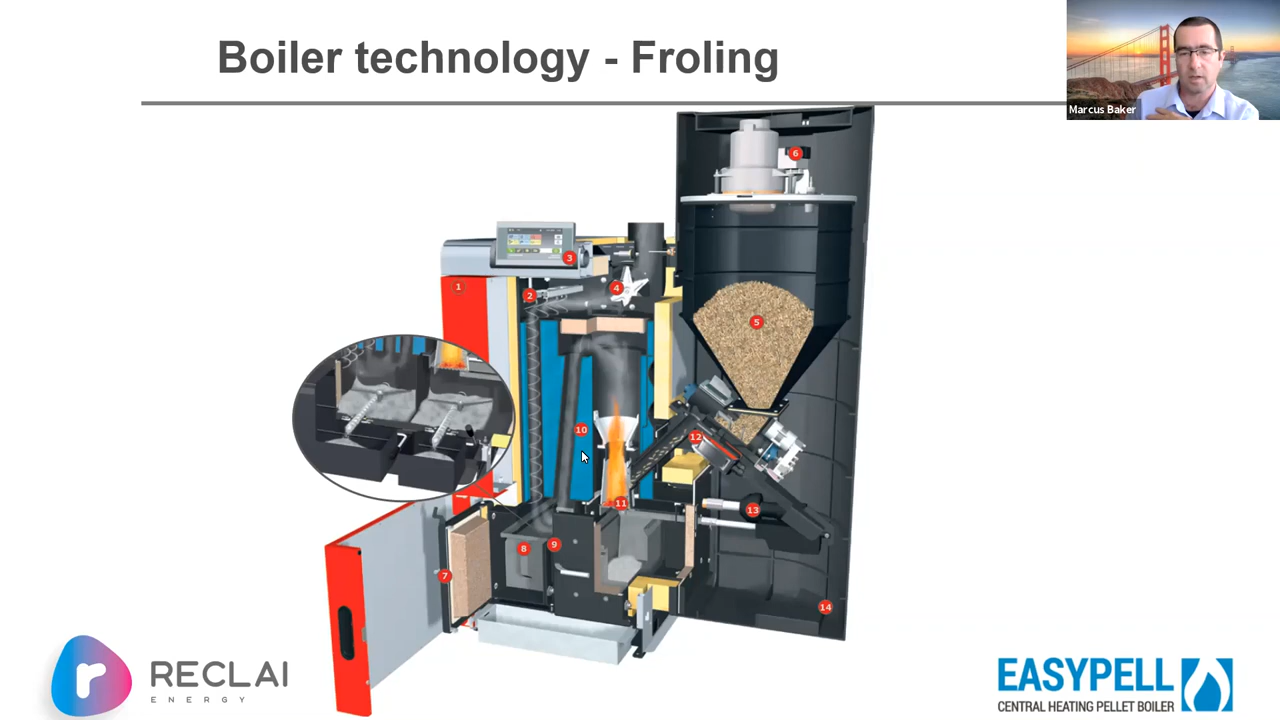 Boiler technology - Froling
Marcus Baker
6
3
1
2
4
5
10
12
11
13
8
9
7
14
RECLAI
ENERGY
EASYPELL
CENTRAL HEATING PELLET BOILER